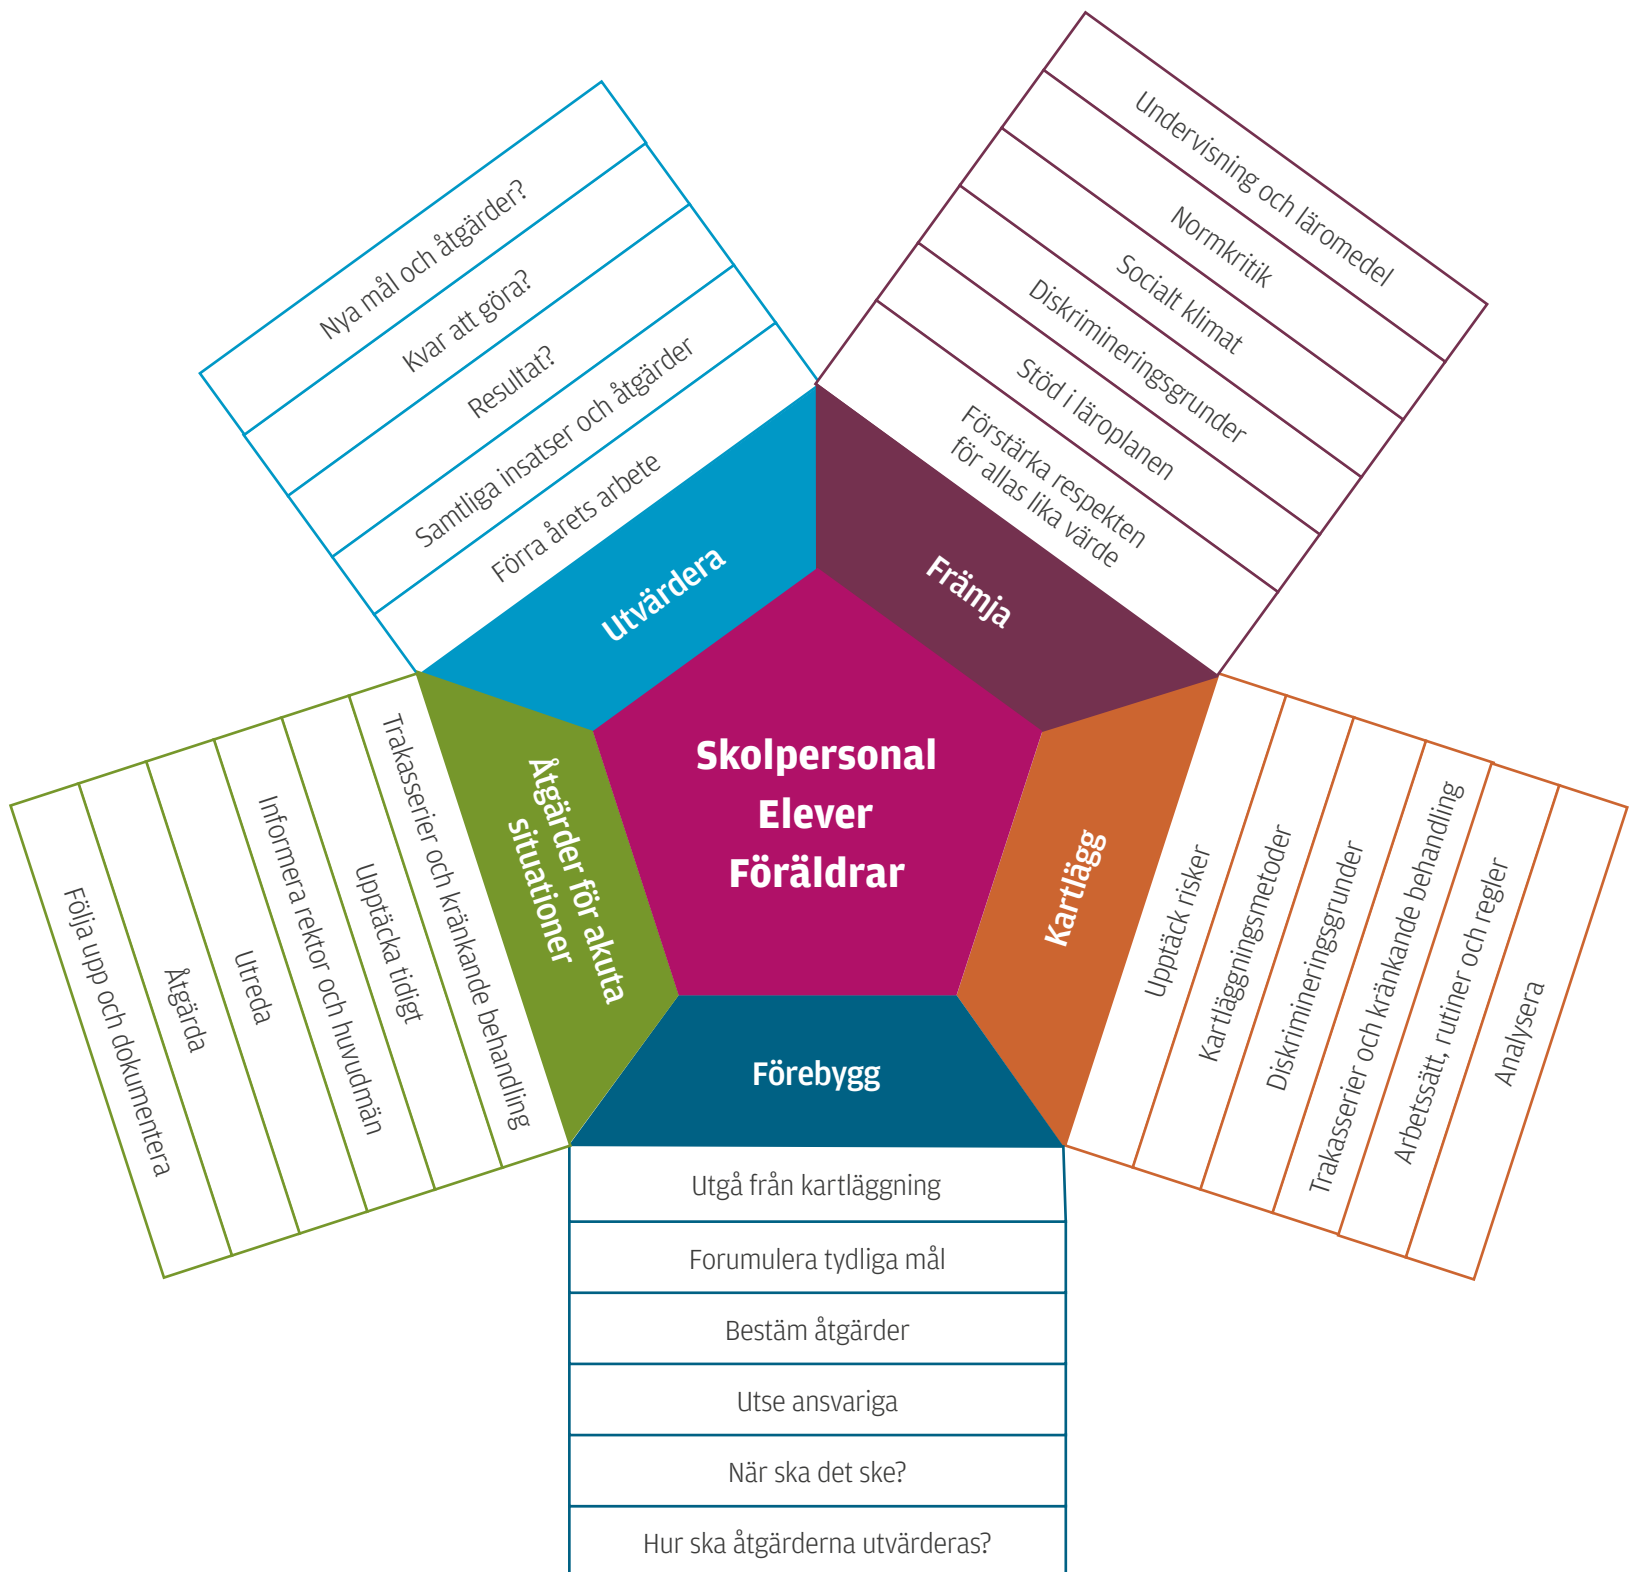 Skolpersonal
Elever
Föräldrar
Främja
Förstärka respekten
för allas lika värde
Stöd i läroplanen
Diskrimineringsgrunder
Socialt klimat
Normkritik
Undervisning och läromedel
Kartlägg
Upptäck risker
Kartläggningsmetoder
Diskrimineringsgrunder
Trakasserier och kränkande behandling
Arbetssätt, rutiner och regler
Analysera
Förebygg
Utgå från kartläggning
Forumulera tydliga mål
Bestäm åtgärder
Utse ansvariga
När ska det ske?
Hur ska åtgärderna utvärderas?
Åtgärder för akuta
situationer
Trakasserier och kränkande behandling
Upptäcka tidigt
Informera rektor och huvudmän
Utreda
Åtgärda
Följa upp och dokumentera
Utvärdera
Förra årets arbete
Samtliga insatser och åtgärder
Resultat?
Kvar att göra?
Nya mål och åtgärder?